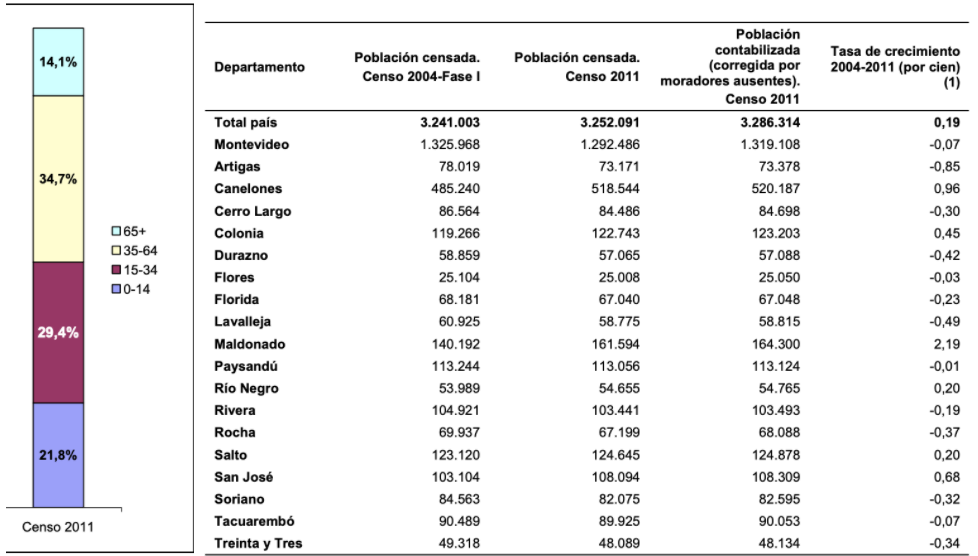 14,1%
34,7%
29,4%
21,8%
65+
35-64
15-34
0-14
Censo 2011
Departamento
Población censada.
Censo 2004-Fase I
Población censada.
Censo 2011
Población
contabilizada
(corregida por
moradores ausentes).
Censo 2011
Tasa de crecimiento
2004-2011 (por cien)
(1)
Total país 3.241.003 3.252.091 3.286.314 0,19
Montevideo 1.325.968 1.292.486 1.319.108 -0,07
Artigas 78.019 73.171 73.378 -0,85
Canelones 485.240 518.544 520.187 0,96
Cerro Largo 86.564 84.486 84.698 -0,30
Colonia 119.266 122.743 123.203 0,45
Durazno 58.859 57.065 57.088 -0,42
Flores 25.104 25.008 25.050 -0,03
Florida 68.181 67.040 67.048 -0,23
Lavalleja 60.925 58.775 58.815 -0,49
Maldonado 140.192 161.594 164.300 2,19
Paysandú 113.244 113.056 113.124 -0,01
Río Negro 53.989 54.655 54.765 0,20
Rivera 104.921 103.441 103.493 -0,19
Rocha 69.937 67.199 68.088 -0,37
Salto 123.120 124.645 124.878 0,20
San José 103.104 108.094 108.309 0,68
Soriano 84.563 82.075 82.595 -0,32
Tacuarembó 90.489 89.925 90.053 -0,07
Treinta y Tres 49.318 48.089 48.134 -0,34